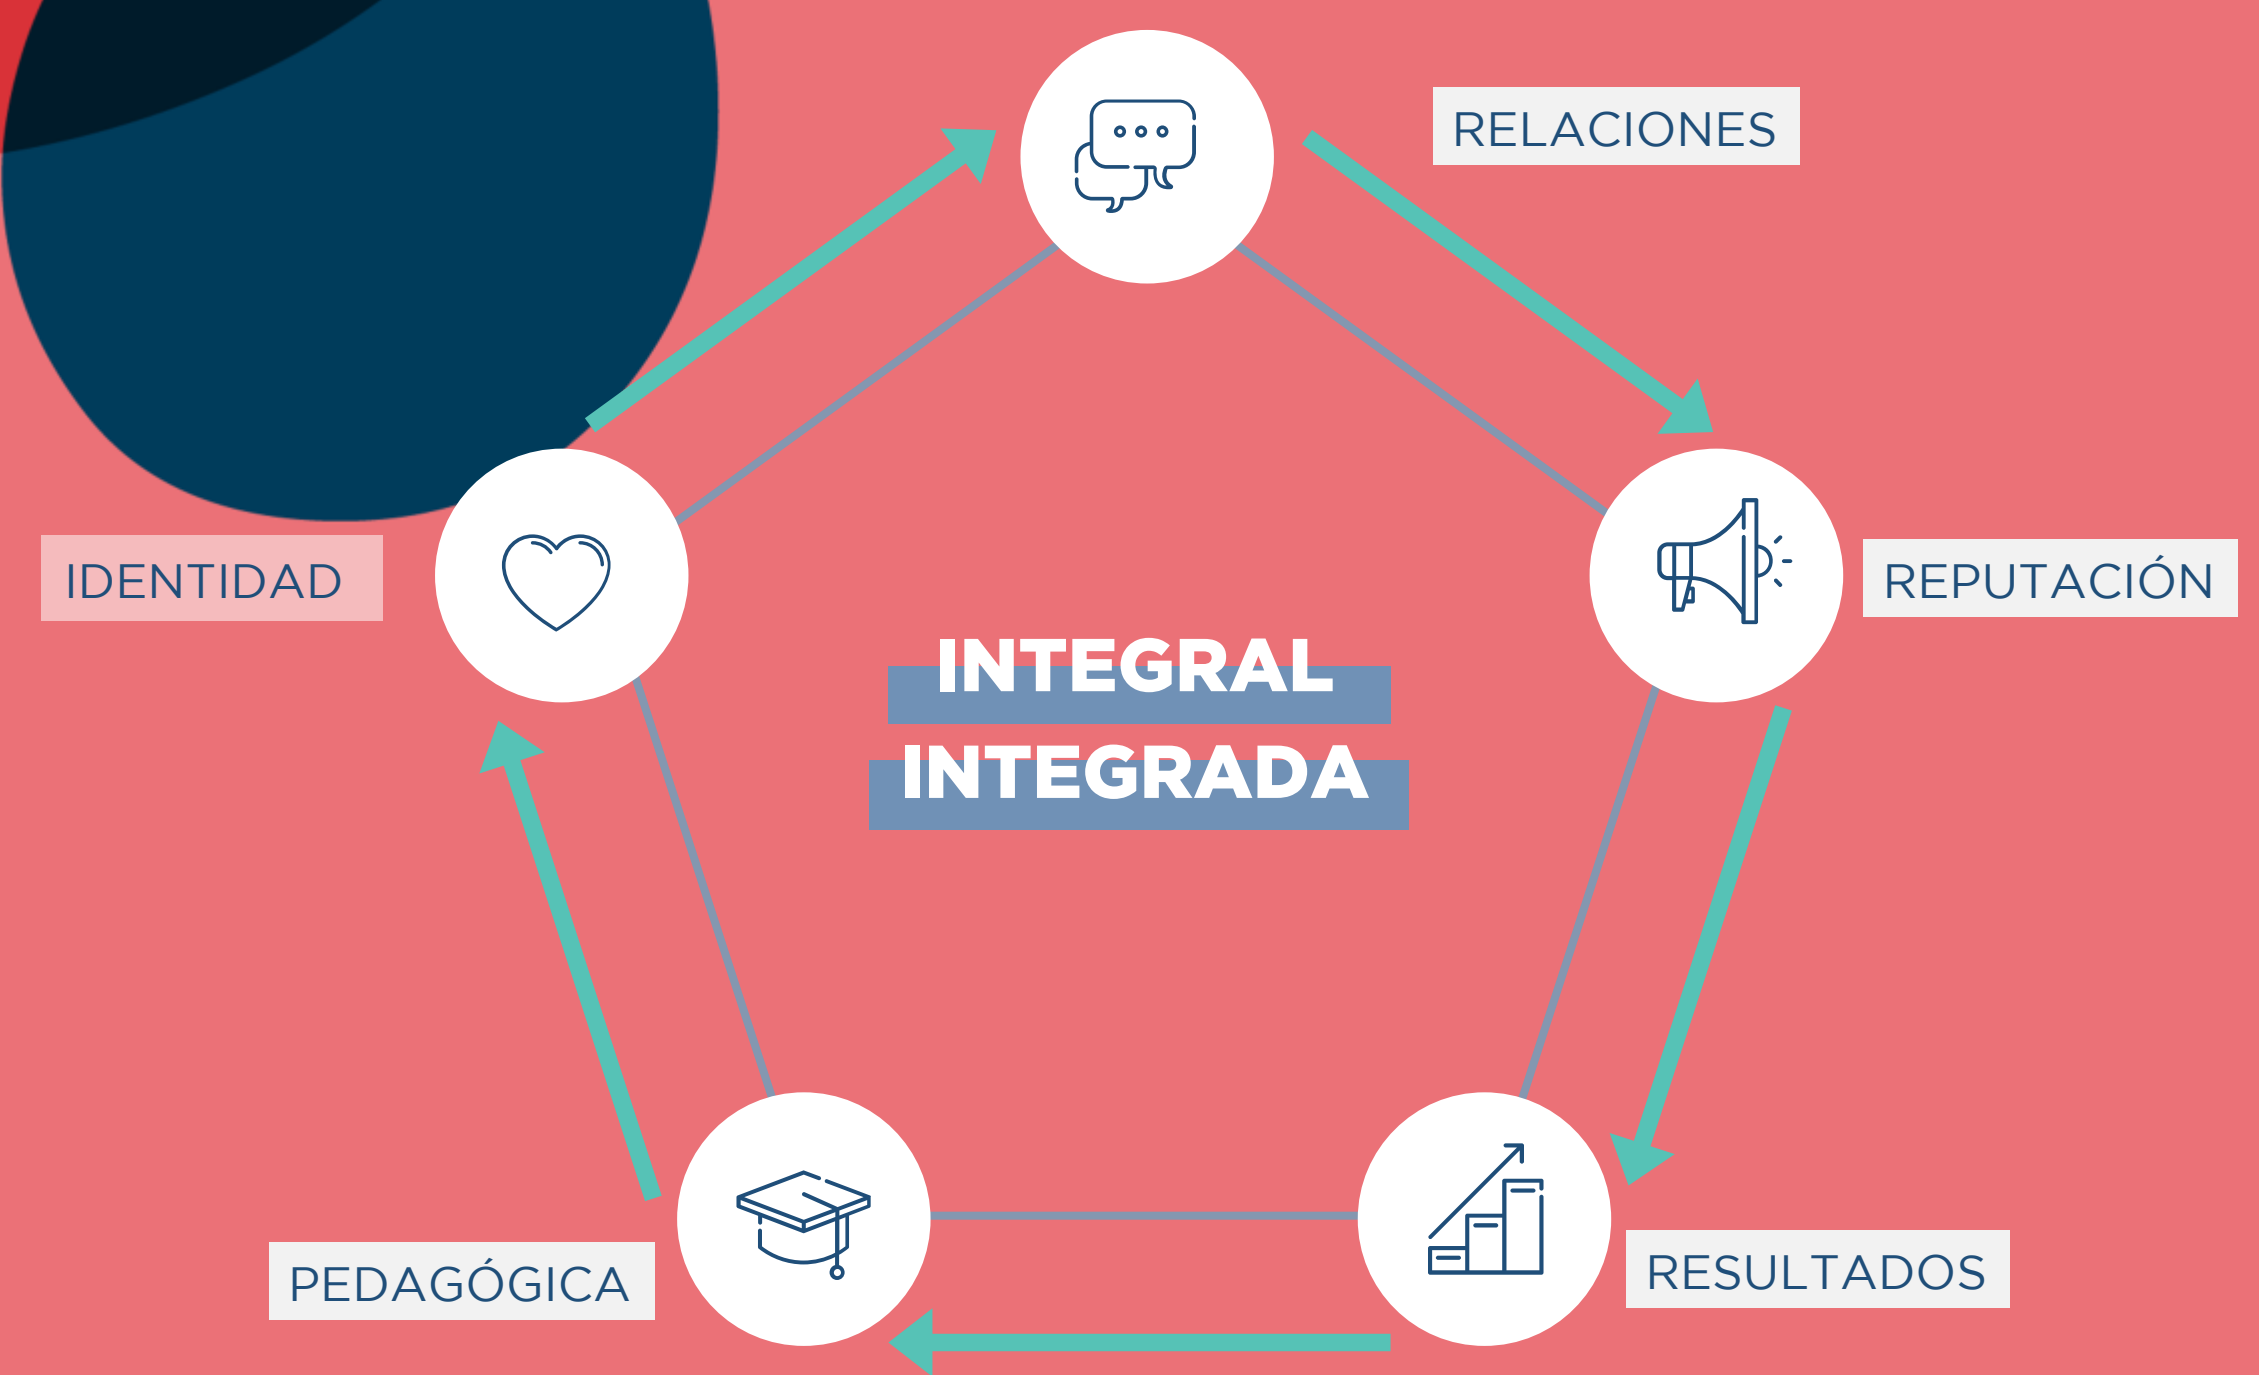 RELACIONES
IDENTIDAD
REPUTACIÓN
INTEGRAL
INTEGRADA
PEDAGÓGICA
RESULTADOS